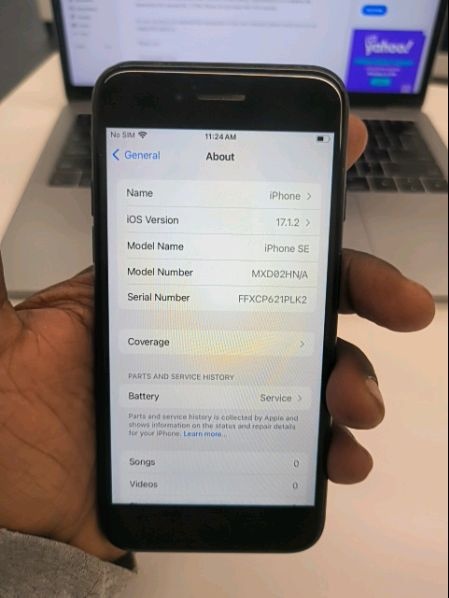 No SIM 11:24 AM
General About
Name iPhone
iOS Version 17.1.2
Model Name iPhone SE
Model Number MXD02HN/A
Serial Number FFXCP621PLK2
Coverage
PARTS AND SERVICE HISTORY
Battery Service
Parts and service history is collected by Apple and
shows information on the status and repair details
for your iPhone. Learn more...
Songs 0
Videos 0
yahoo!